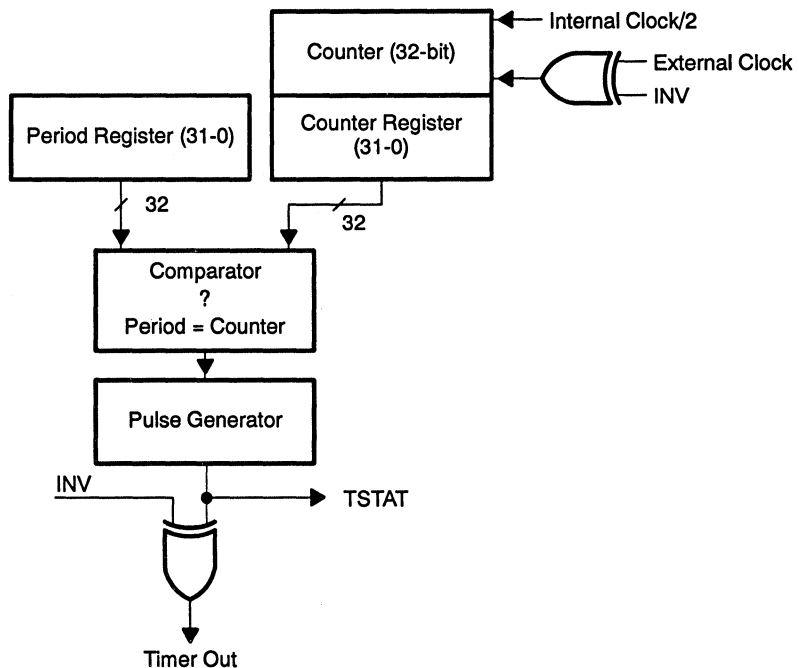 Internal Clock/2
Counter (32-bit)
External Clock
INV
Period Register (31-0)
Counter Register
(31-0)
32
32
Comparator
?
Period = Counter
Pulse Generator
INV
TSTAT
Timer Out